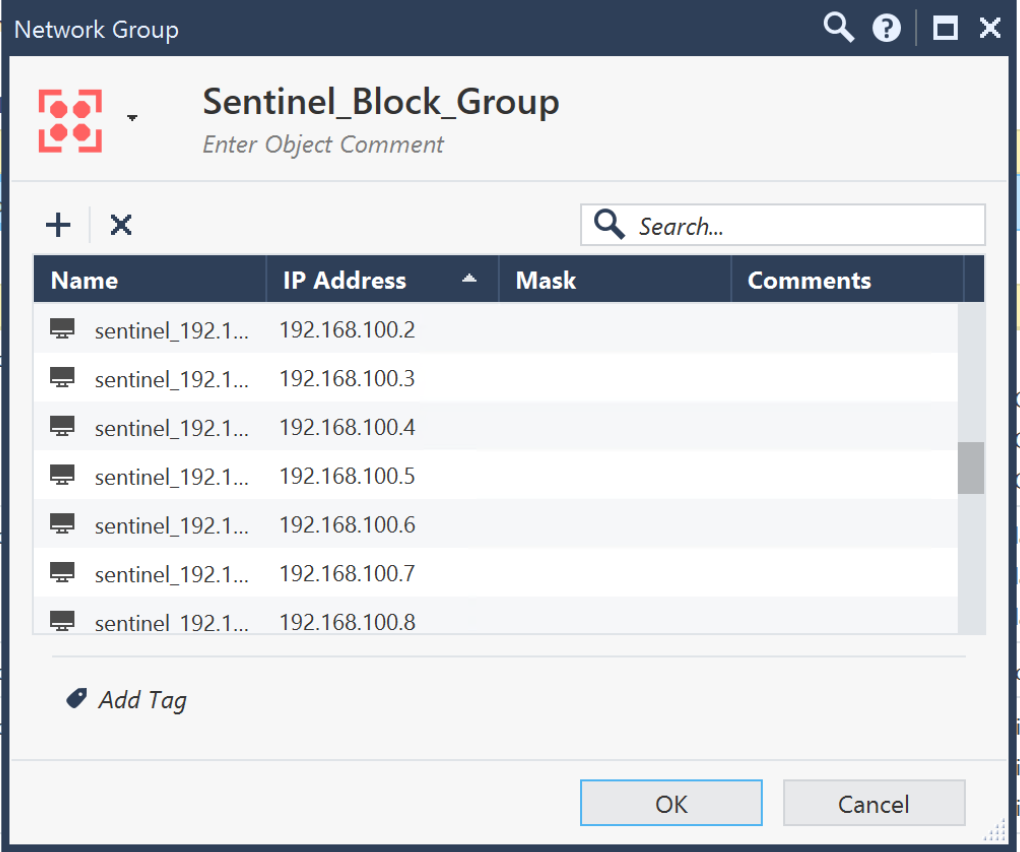 Network Group
Sentinel_Block_Group
Enter Object Comment
Search...
Name IP Address Mask Comments
sentinel_192.1... 192.168.100.2
sentinel_192.1... 192.168.100.3
sentinel_192.1... 192.168.100.4
sentinel_192.1... 192.168.100.5
sentinel_192.1... 192.168.100.6
sentinel_192.1... 192.168.100.7
sentinel_192.1... 192.168.100.8
Add Tag
OK Cancel